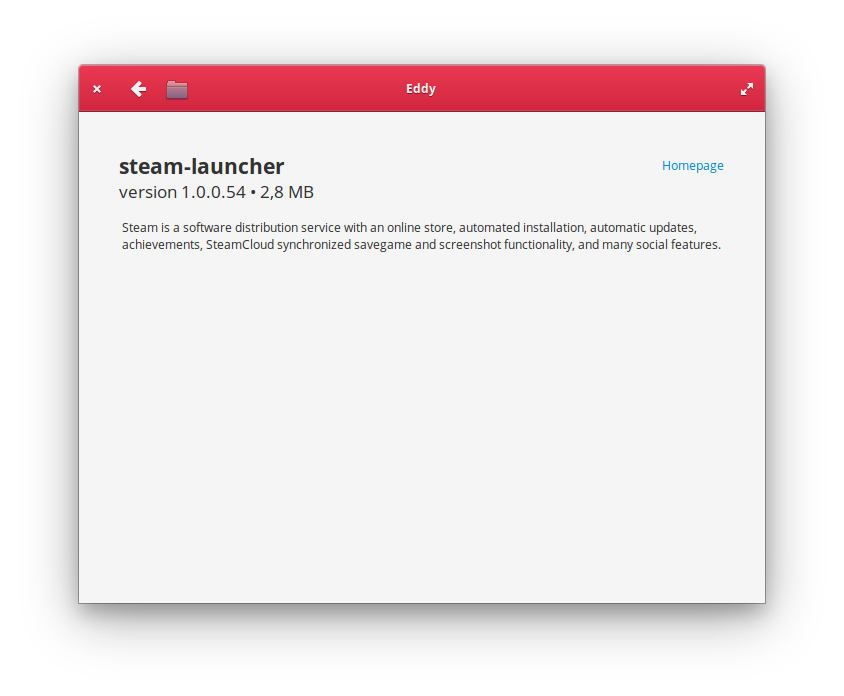 Eddy
steam-launcher
Homepage
version 1.0.0.54 • 2,8 MB
Steam is a software distribution service with an online store, automated installation, automatic updates,
achievements, SteamCloud synchronized savegame and screenshot functionality, and many social features.